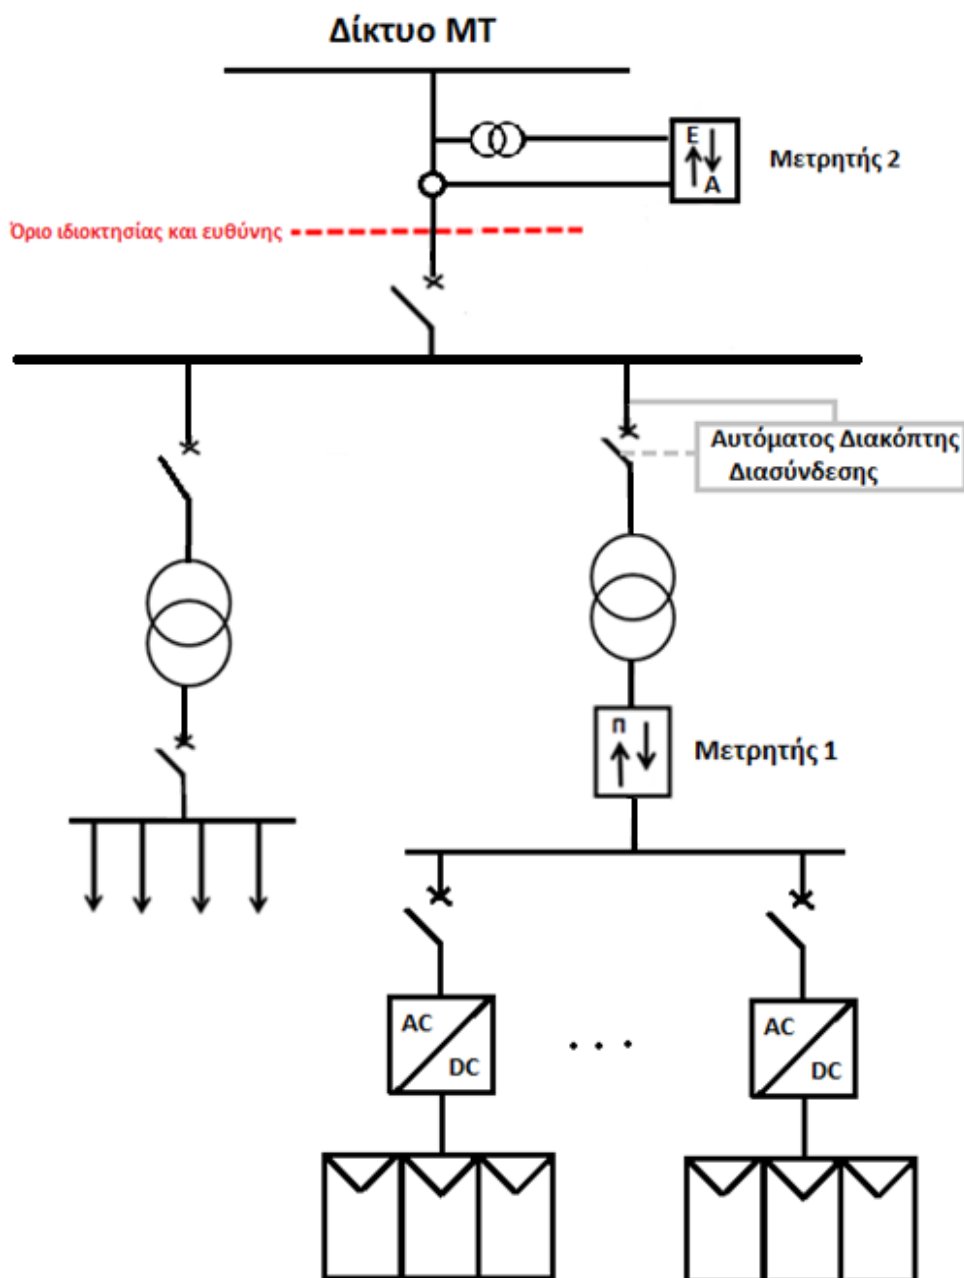 Δίκτυο ΜΤ
Ε
Α
Μετρητής 2
Όριο ιδιοκτησίας και ευθύνης
Αυτόματος Διακόπτης
Διασύνδεσης
Π
Μετρητής 1
AC
DC
AC
DC